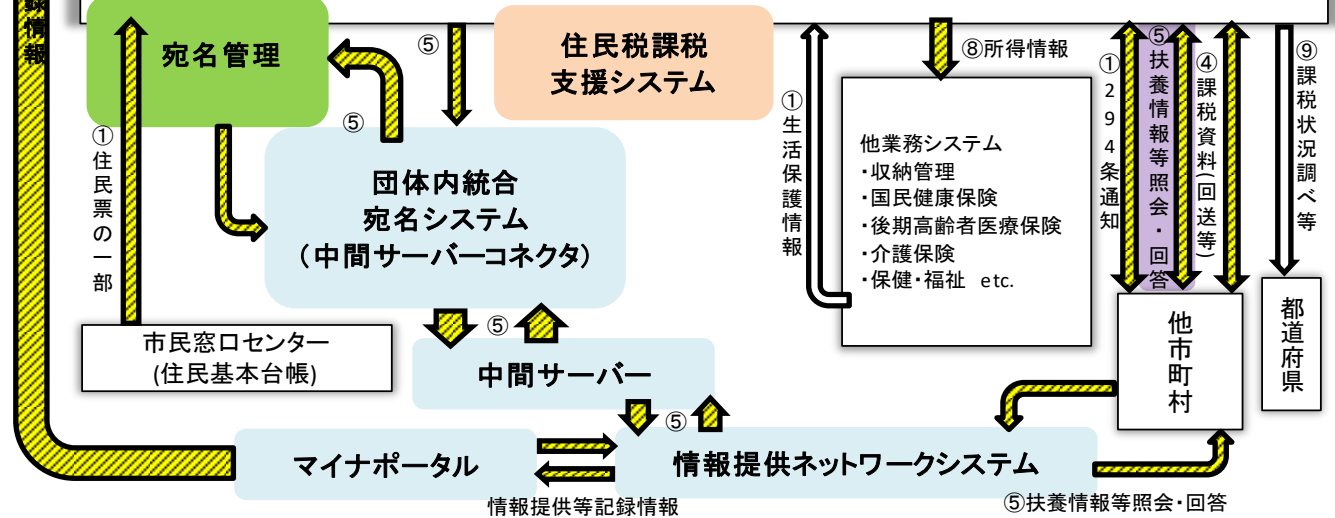 録情報
宛名管理
⑤
住民税課税
支援システム
⑧所得情報
①294条通知
⑤扶養情報等照会・回答
④課税資料(回送等)
⑨課税状況調べ等
①住民票の一部
⑤
団体内統合
宛名システム
（中間サーバーコネクタ）
①生活保護情報
他業務システム
・収納管理
・国民健康保険
・後期高齢者医療保険
・介護保険
・保健・福祉 etc.
都道府県
他市町村
市民窓口センター
(住民基本台帳)
⑤
中間サーバー
⑤
マイナポータル
情報提供ネットワークシステム
情報提供等記録情報
⑤扶養情報等照会・回答